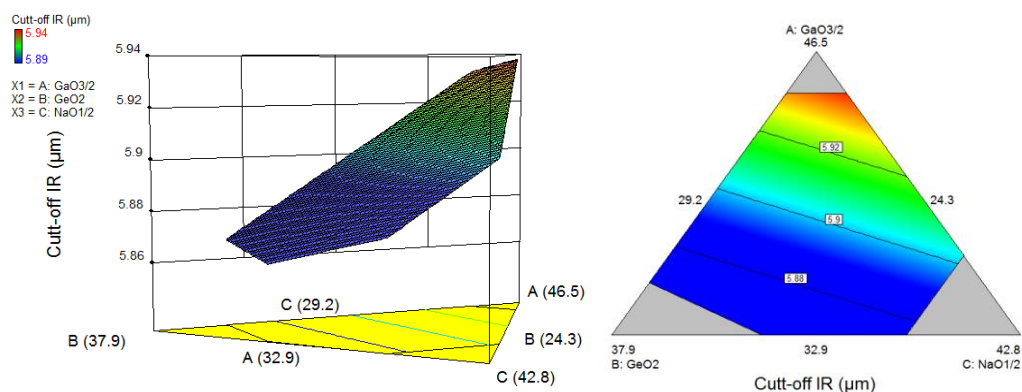 Cutt-off IR (µm)
5.94
5.89
X1 = A: GaO3/2
X2 = B: GeO2
X3 = C: NaO1/2
Cutt-off IR (µm)
5.94
5.92
5.9
5.88
5.86
B (37.9)
C (29.2)
A (32.9)
A (46.5)
B (24.3)
C (42.8)
A: GaO3/2
46.5
5.92
29.2
24.3
5.9
5.88
37.9
32.9
42.8
B: GeO2
C: NaO1/2
Cutt-off IR (µm)